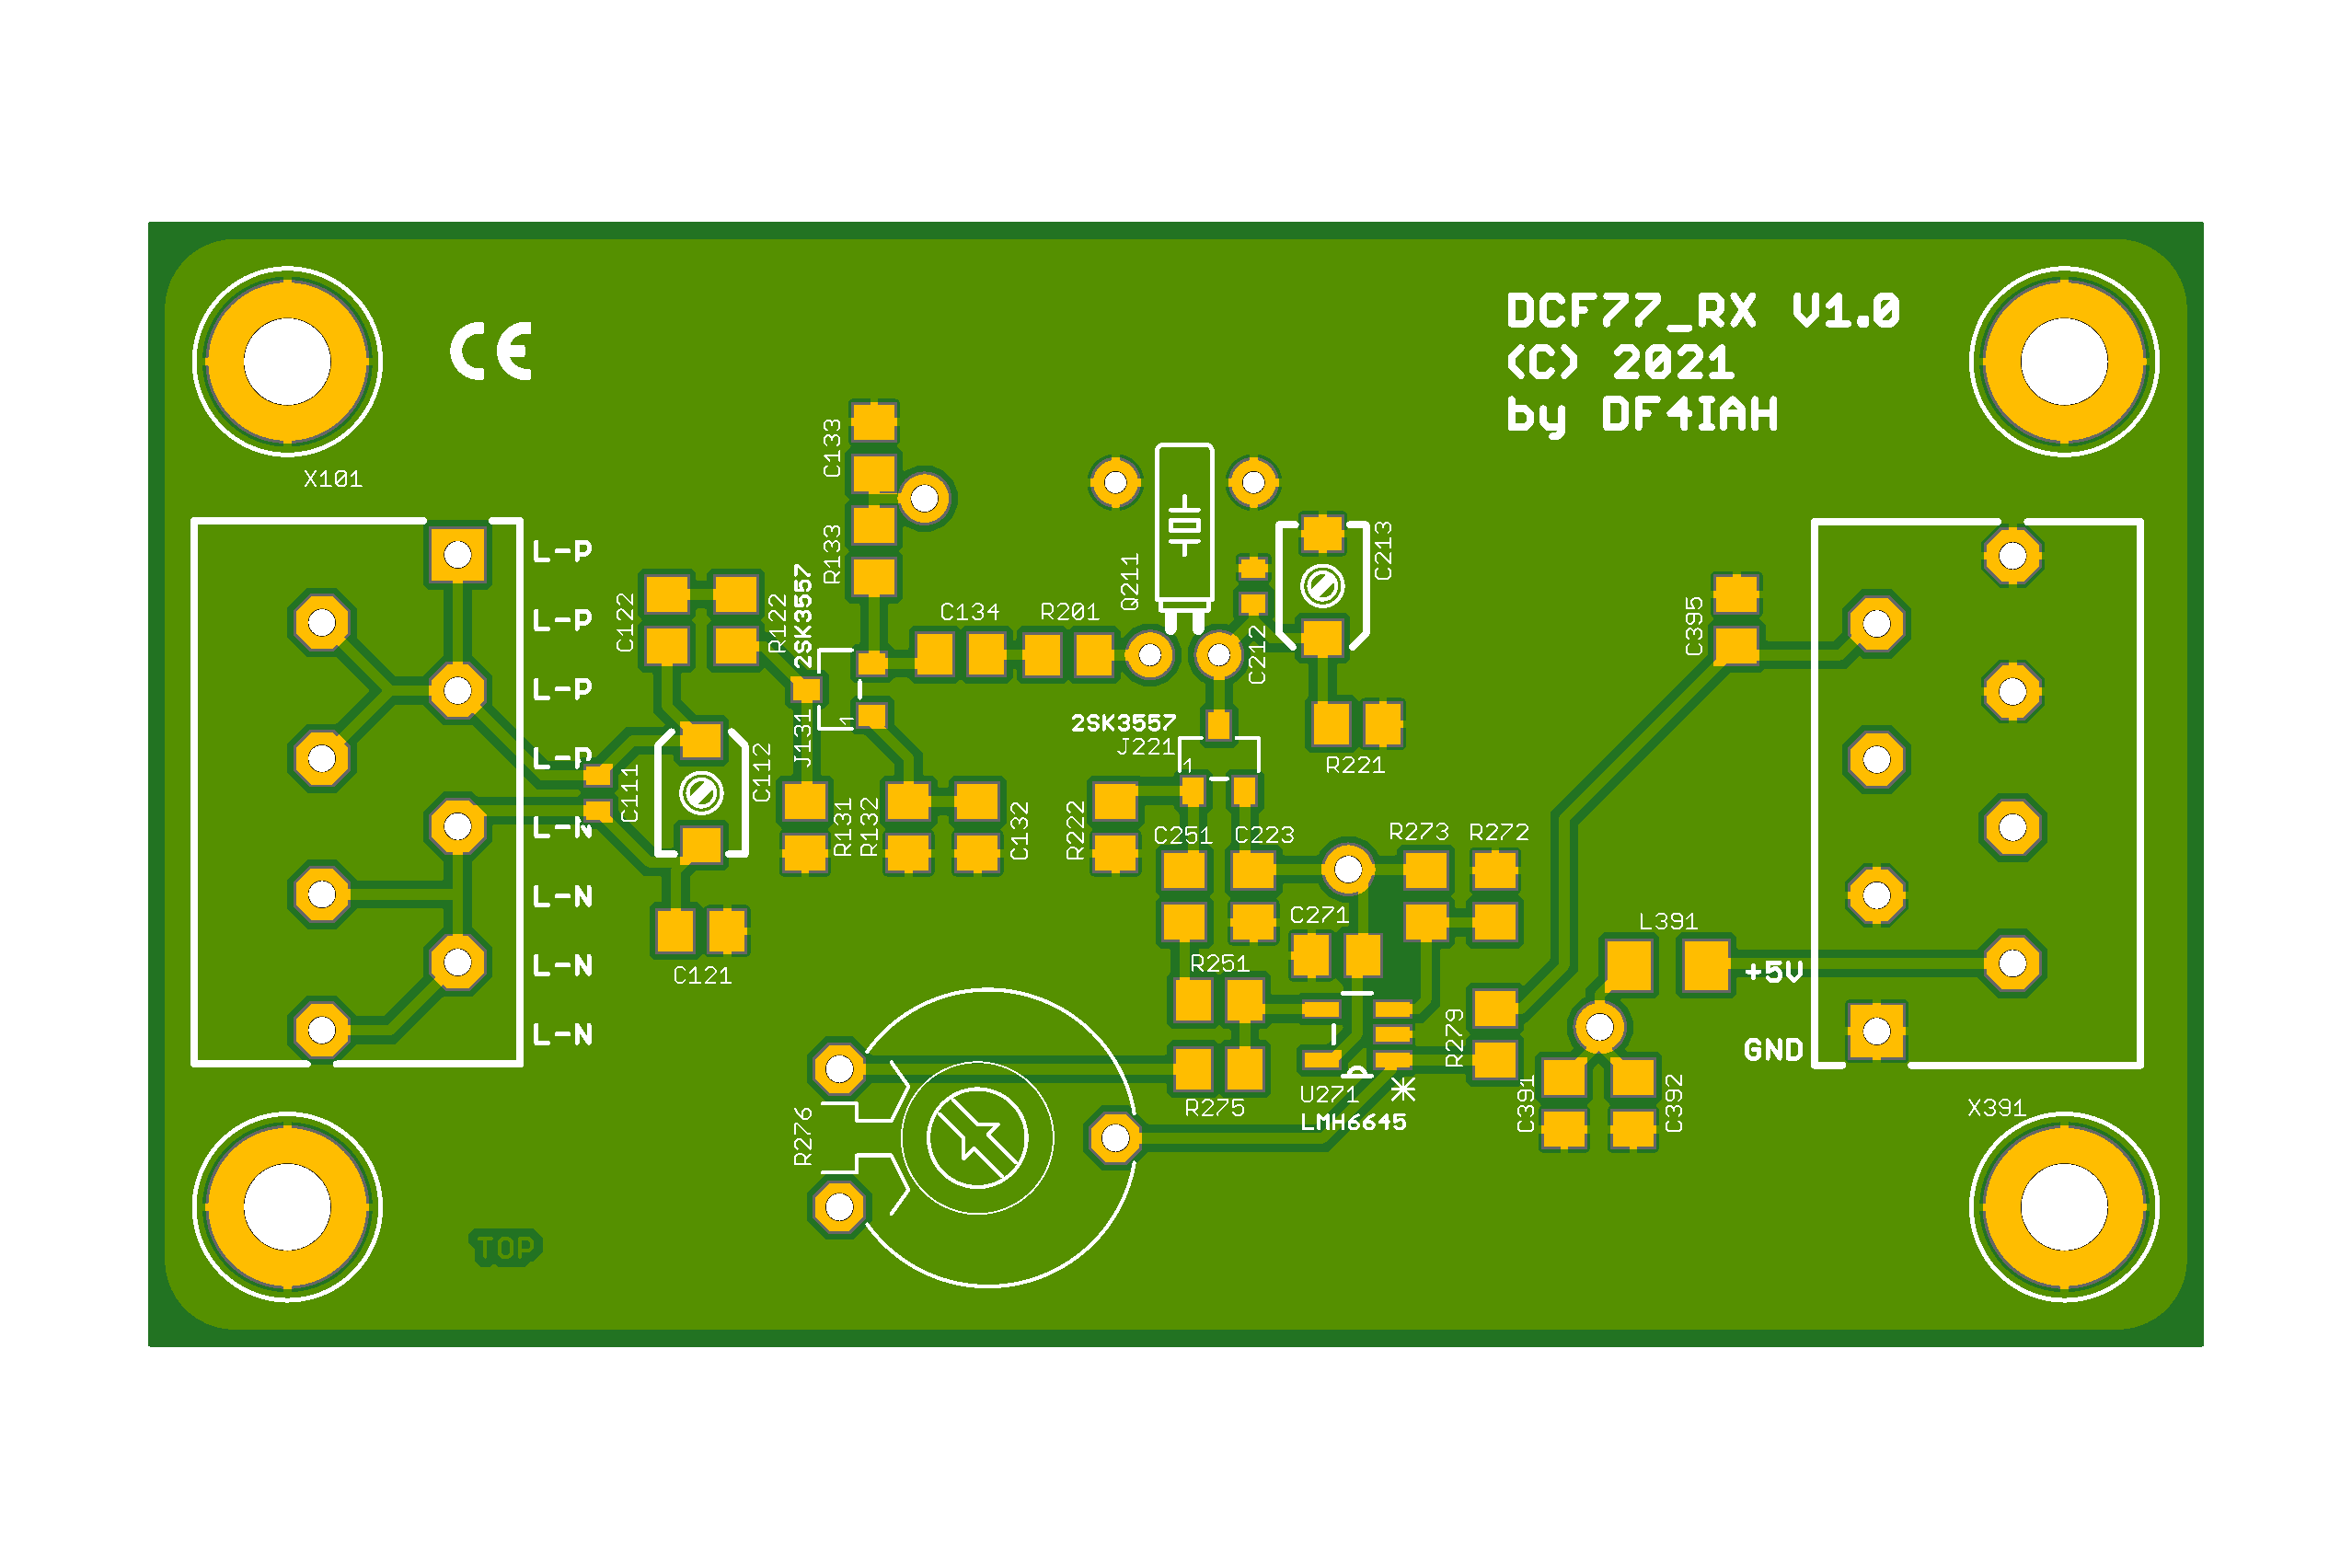 DCF77_RX V1.0
(C) 2021
by DF4IAH
CE
X101
C133
R133
Q211
C213
L-P
L-P
L-P
L-P
L-N
L-N
L-N
L-N
C122
R122
2SK3557
C134
R201
C212
C395
J131
2SK3557
J221
R221
C111
C112
R131
R132
C132
R222
C251
C223
R273
R272
C271
L391
R251
C121
+5V
GND
R279
R276
R275
U271
LMH6645
C391
C392
X391
1
1
TOP